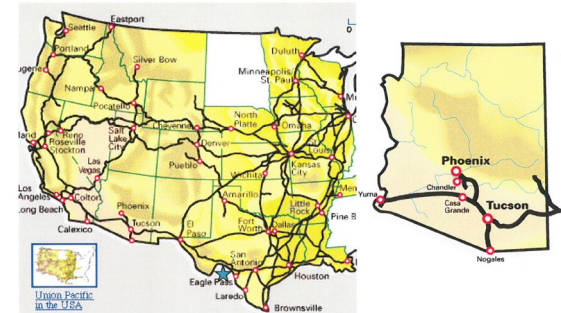 Eastport
Seattle
Portland
Silver Bow
Duluth
Minneapolis/
St. Paul
Nampa
Pocatello
Salt
Lake
City
Cheyenne
North
Platte
Omaha
Reno
Roseville
Stockton
Denver
Kansas
City
Las
Vegas
Pueblo
Wichita
Los
Angeles
Colton
Long Beach
Calexico
Phoenix
Tucson
El
Paso
Amarillo
Little
Rock
Pine B
Fort
Worth
Dallas
San
Antonio
Eagle Pass
Houston
Laredo
Brownsville
Union Pacific
in the USA
Phoenix
Chandler
Yuma
Casa
Grande
Tucson
Nogales